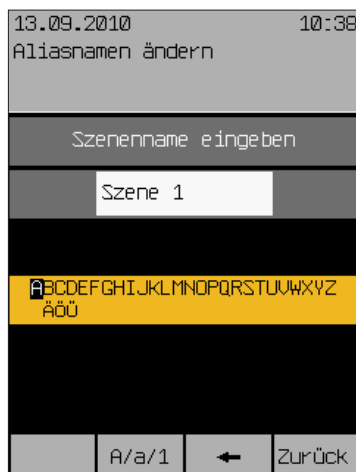 13.09.2010 10:38
Aliasnamen ändern
Szenenname eingeben
Szene 1
ABCDEFGHIJKLMNOPQRSTUVWXYZ
ÄÖÜ
A/a/1 ← Zurück